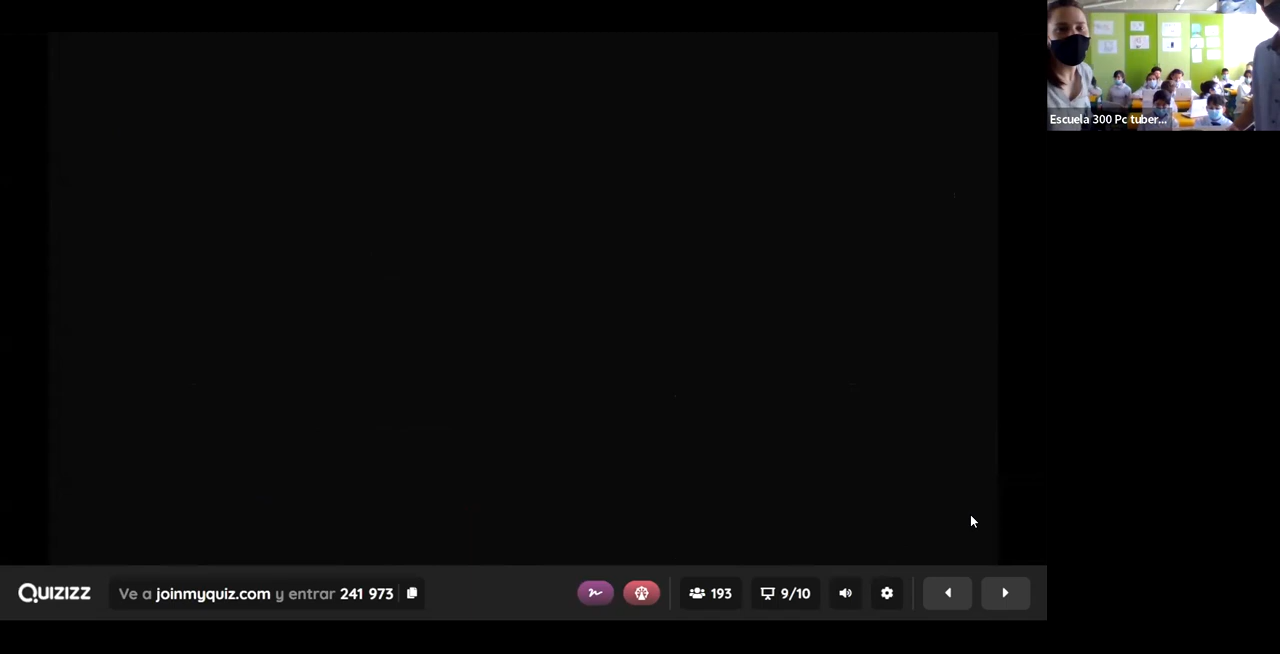 Escuela 300 Pc tuber...
QUIZIZZ
Ve a joinmyquiz.com y entrar 241 973
193
9/10